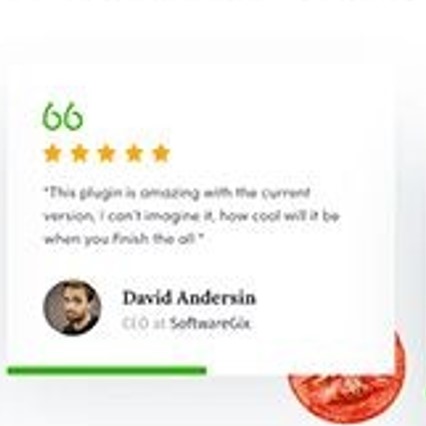 "This plugin is amazing with the current
version, I can't imagine it, how cool will it be
when you finish the all "
David Andersin
CEO at SoftwareGix